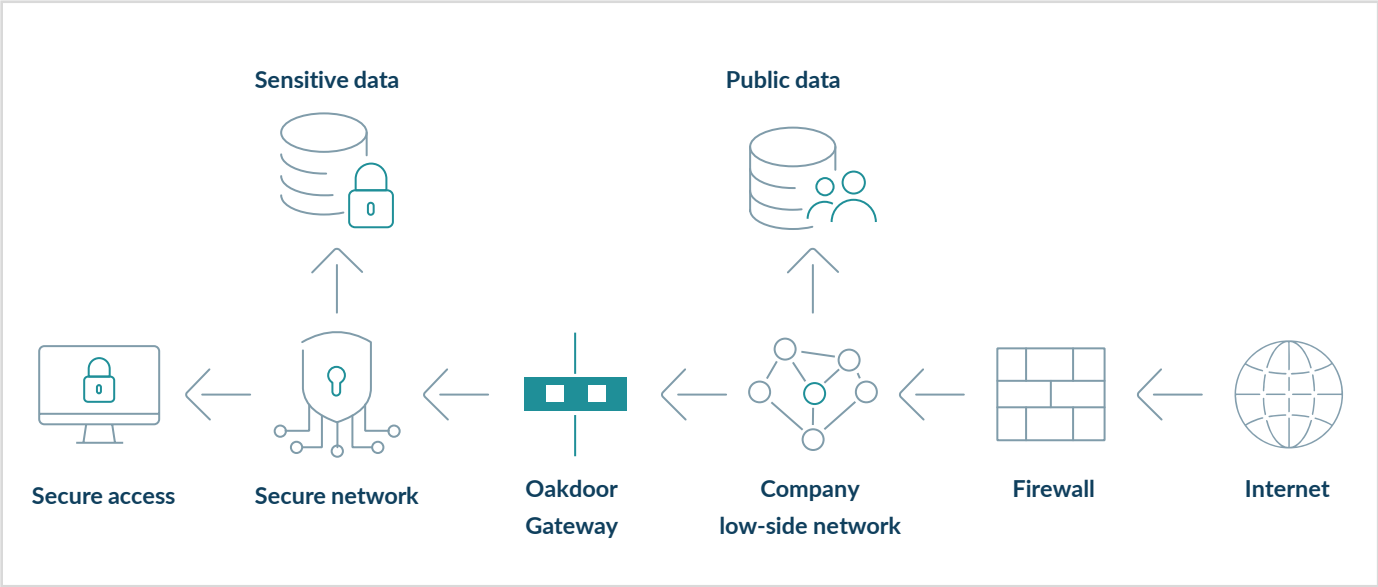 Sensitive data
Public data
Secure access
Secure network
Oakdoor
Gateway
Company
low-side network
Firewall
Internet